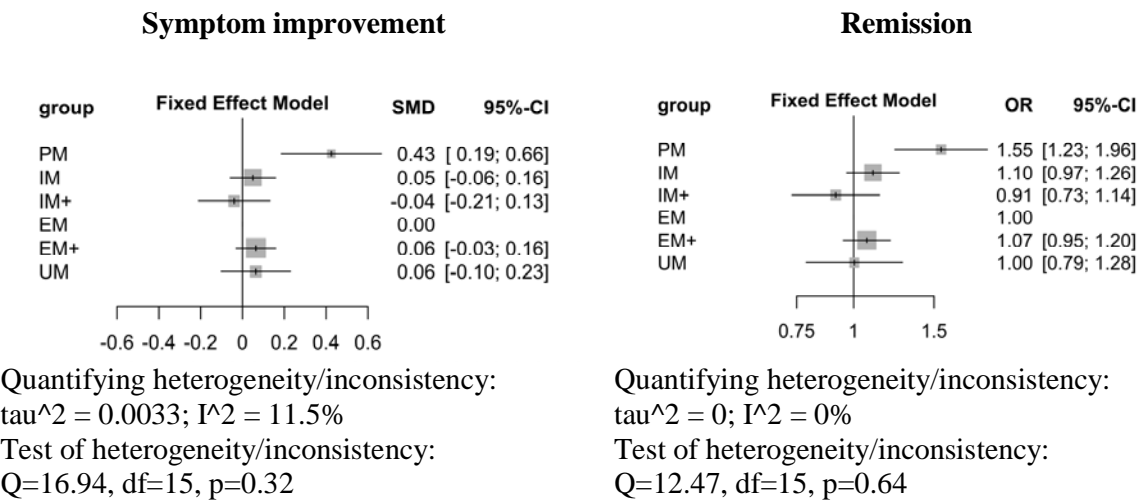 Symptom improvement
group Fixed Effect Model SMD 95%-CI
PM 0.43 [ 0.19; 0.66]
IM 0.05 [-0.06; 0.16]
IM+ -0.04 [-0.21; 0.13]
EM 0.00
EM+ 0.06 [-0.03; 0.16]
UM 0.06 [-0.10; 0.23]
-0.6 -0.4 -0.2 0 0.2 0.4 0.6
Quantifying heterogeneity/inconsistency:
tau^2 = 0.0033; I^2 = 11.5%
Test of heterogeneity/inconsistency:
Q=16.94, df=15, p=0.32
Remission
group Fixed Effect Model OR 95%-CI
PM 1.55 [1.23; 1.96]
IM 1.10 [0.97; 1.26]
IM+ 0.91 [0.73; 1.14]
EM 1.00
EM+ 1.07 [0.95; 1.20]
UM 1.00 [0.79; 1.28]
0.75 1 1.5
Quantifying heterogeneity/inconsistency:
tau^2 = 0; I^2 = 0%
Test of heterogeneity/inconsistency:
Q=12.47, df=15, p=0.64